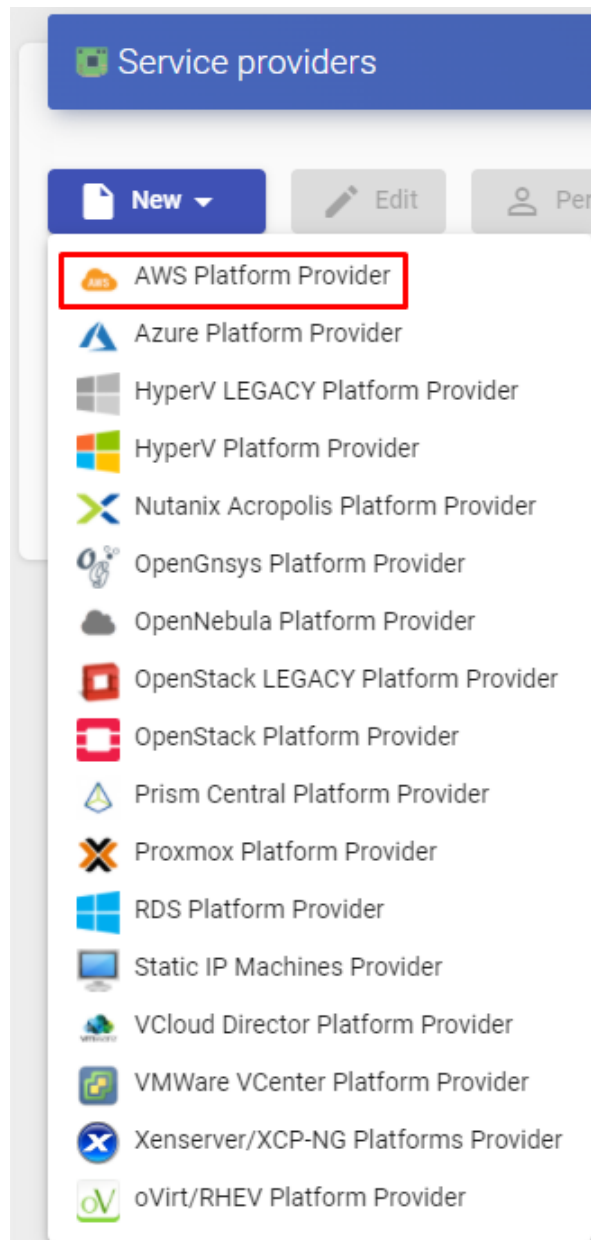 Service providers
New
Edit
Per
AWS Platform Provider
Azure Platform Provider
HyperV LEGACY Platform Provider
HyperV Platform Provider
Nutanix Acropolis Platform Provider
OpenGnsys Platform Provider
OpenNebula Platform Provider
OpenStack LEGACY Platform Provider
OpenStack Platform Provider
Prism Central Platform Provider
Proxmox Platform Provider
RDS Platform Provider
Static IP Machines Provider
VCloud Director Platform Provider
VMWare VCenter Platform Provider
Xenserver/XCP-NG Platforms Provider
oVirt/RHEV Platform Provider